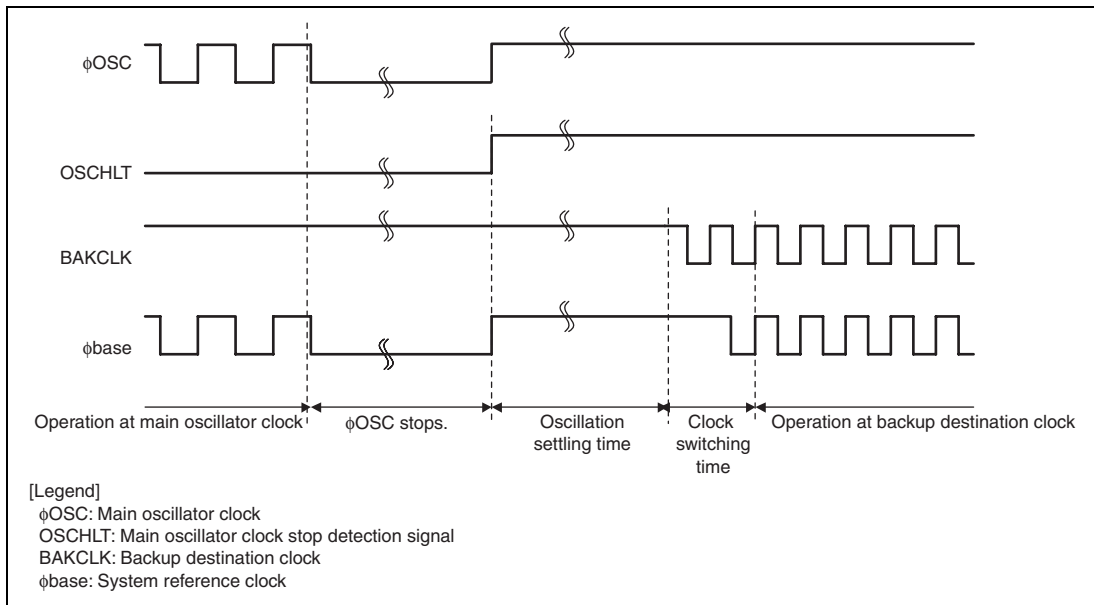 φOSC
OSCHLT
BAKCLK
φbase
Operation at main oscillator clock
φOSC stops.
Oscillation
settling time
Clock
switching
time
Operation at backup destination clock
[Legend]
φOSC: Main oscillator clock
OSCHLT: Main oscillator clock stop detection signal
BAKCLK: Backup destination clock
φbase: System reference clock